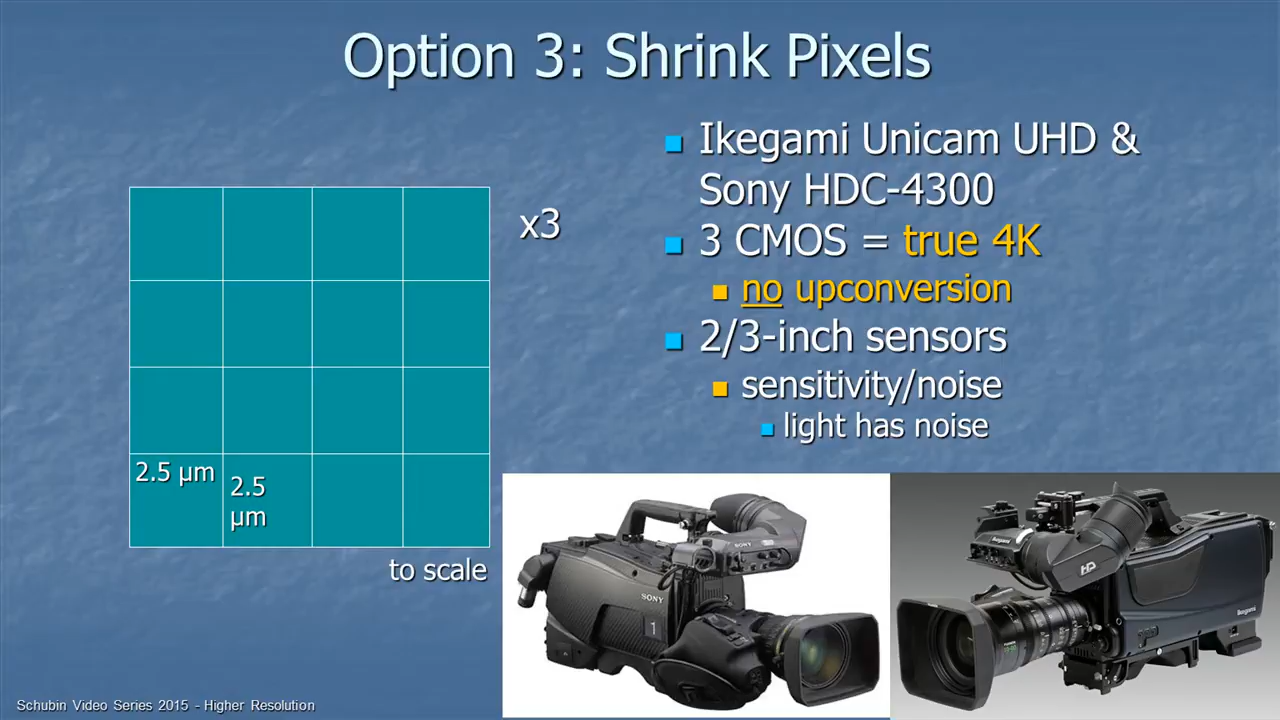 Option 3: Shrink Pixels
Ikegami Unicam UHD &
Sony HDC-4300
x3
3 CMOS = true 4K
no upconversion
2/3-inch sensors
sensitivity/noise
light has noise
2.5 µm
2.5
µm
to scale
SONY
SONY
1
Ikegami
HD
Ikegami
Schubin Video Series 2015 - Higher Resolution